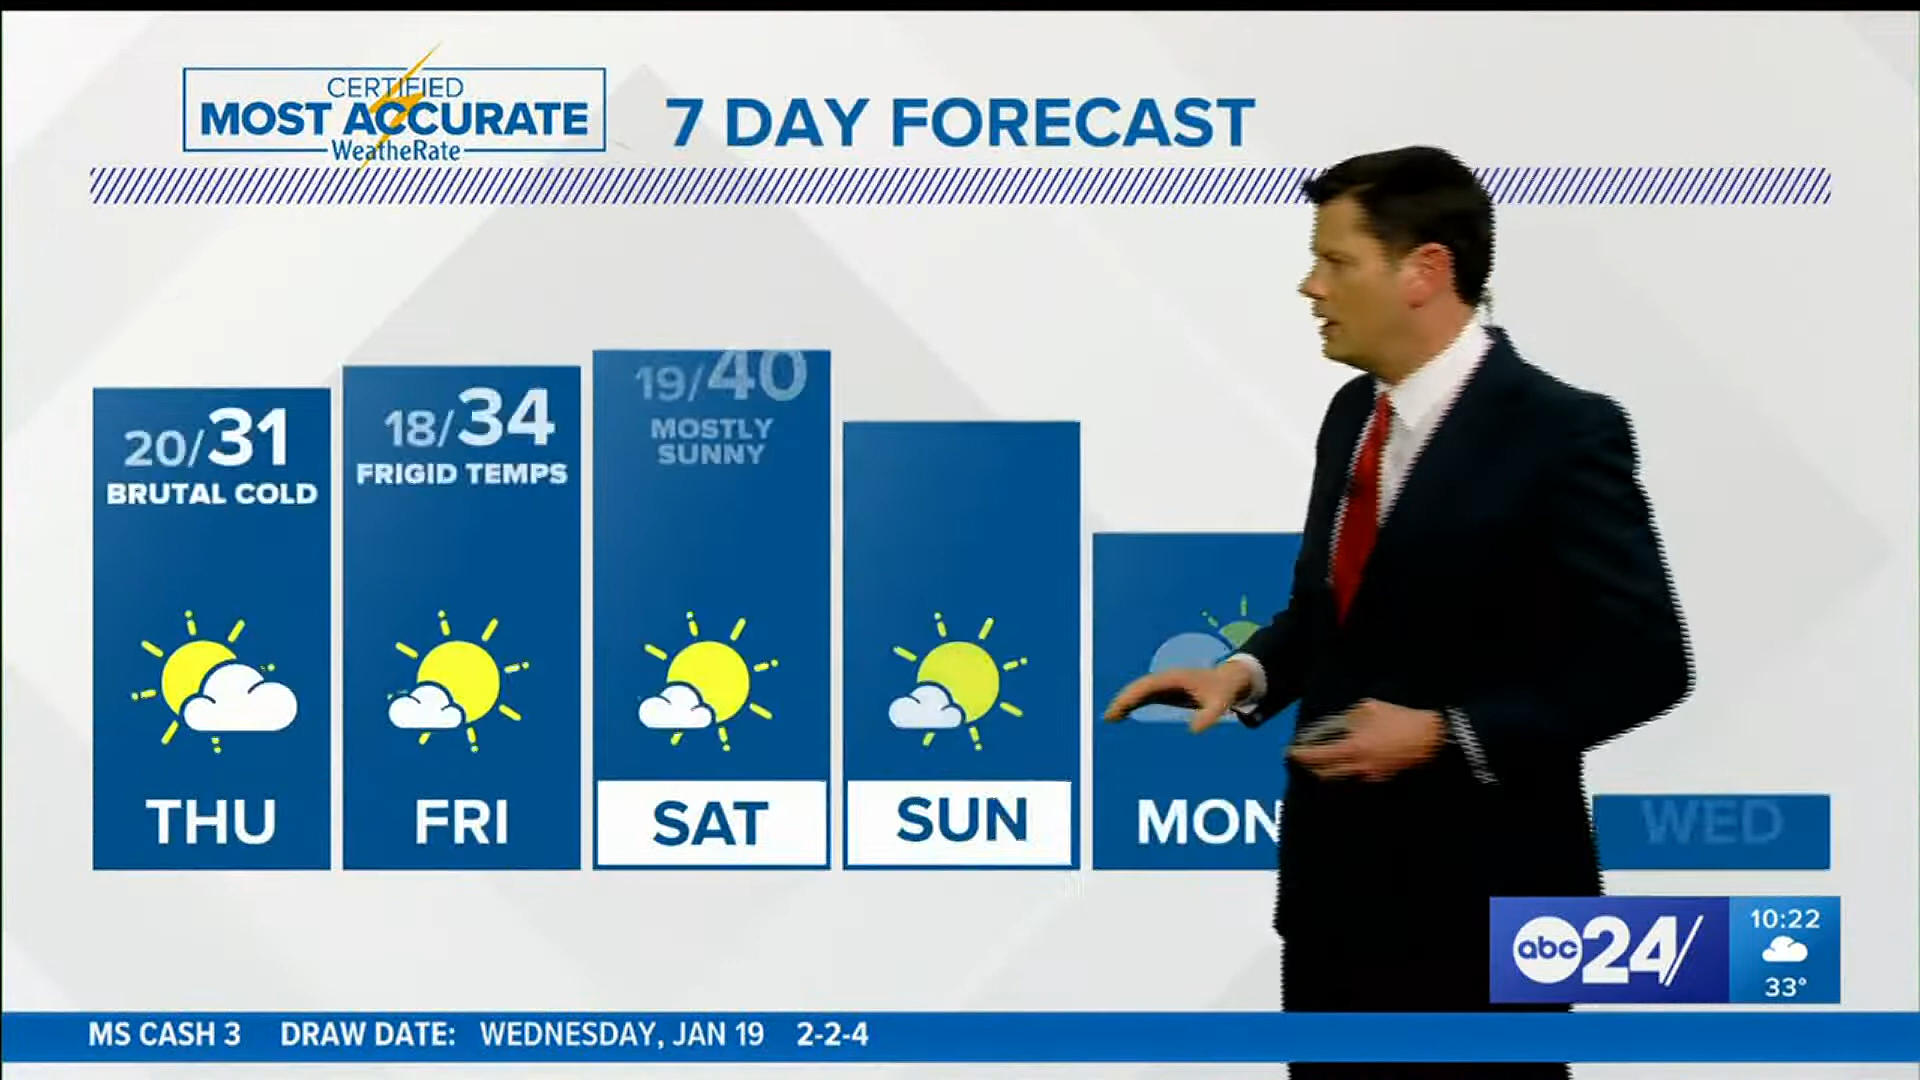 CERTIFIED
MOST ACCURATE
WeatheRate
7 DAY FORECAST
20/31
BRUTAL COLD
18/34
FRIGID TEMPS
19/40
MOSTLY
SUNNY
THU
FRI
SAT
SUN
MON
WED
abc 24/
10:22
33°
MS CASH 3 DRAW DATE: WEDNESDAY, JAN 19 2-2-4